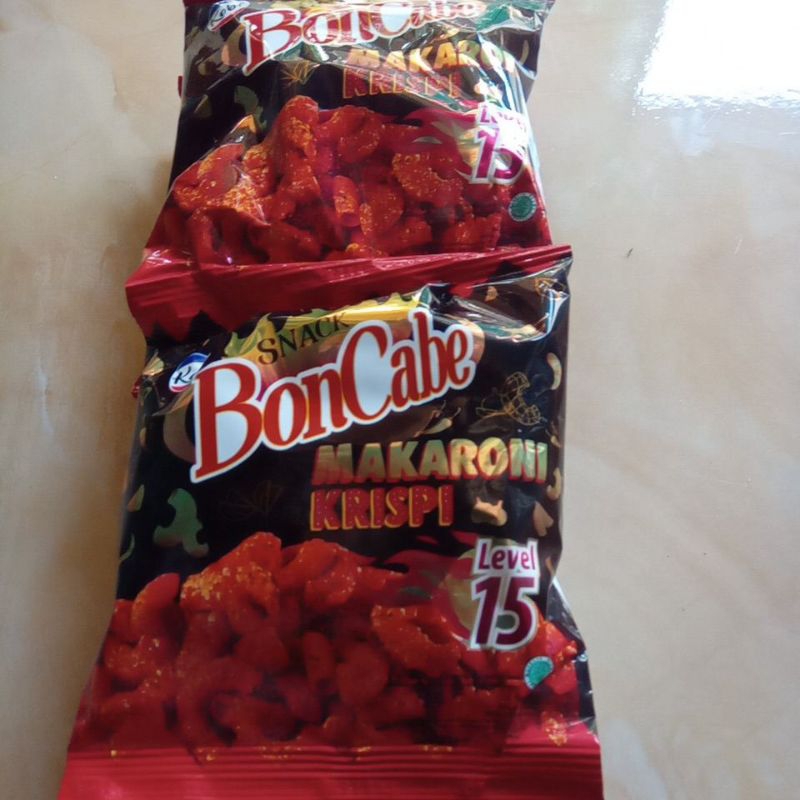 BonCabe
MAKARONI
KRISPI
Level
15
SNACK
BonCabe
MAKARONI
KRISPI
Level
15